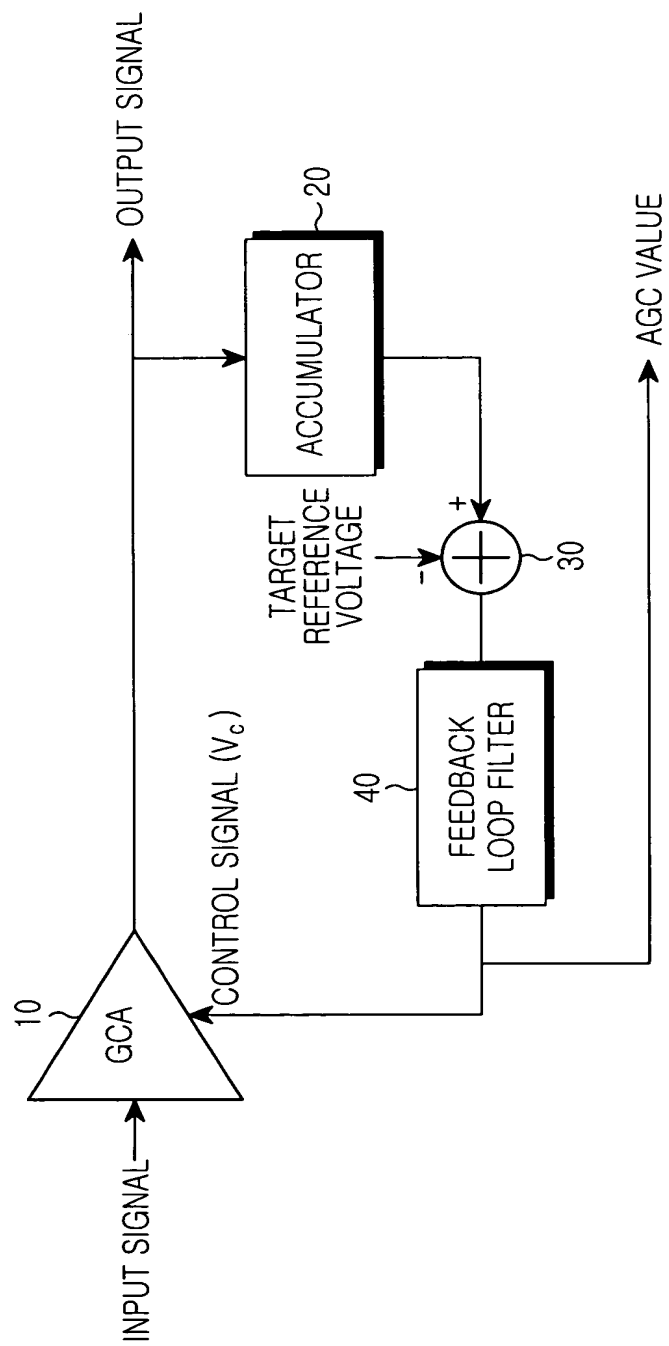 INPUT SIGNAL
10
GCA
OUTPUT SIGNAL
CONTROL SIGNAL (Vc)
ACCUMULATOR
20
TARGET
REFERENCE
VOLTAGE
-
+
30
40
FEEDBACK
LOOP FILTER
AGC VALUE